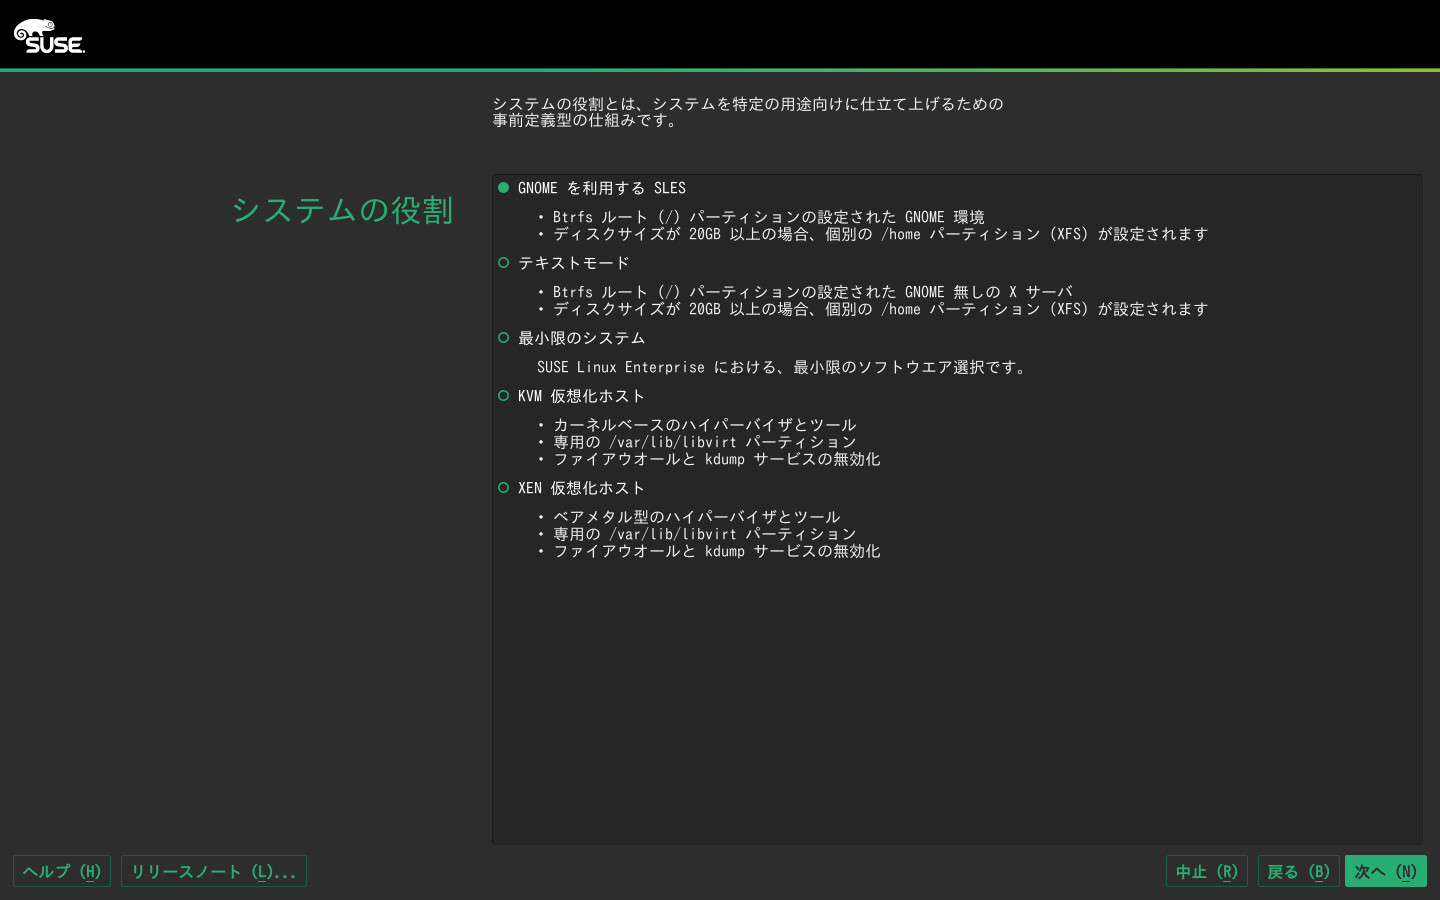 SUSE.
システムの役割とは、システムを特定の用途向けに仕立て上げるための
事前定義型の仕組みです。
システムの役割
GNOME を利用する SLES
• Btrfs ルート (/) パーティションの設定された GNOME 環境
• ディスクサイズが 20GB 以上の場合、個別の /home パーティション (XFS) が設定されます
テキストモード
• Btrfs ルート (/) パーティションの設定された GNOME 無しの X サーバ
• ディスクサイズが 20GB 以上の場合、個別の /home パーティション (XFS) が設定されます
最小限のシステム
SUSE Linux Enterprise における、最小限のソフトウエア選択です。
KVM 仮想化ホスト
• カーネルベースのハイパーバイザとツール
• 専用の /var/lib/libvirt パーティション
• ファイアウオールと kdump サービスの無効化
XEN 仮想化ホスト
• ベアメタル型のハイパーバイザとツール
• 専用の /var/lib/libvirt パーティション
• ファイアウオールと kdump サービスの無効化
ヘルプ (H)
リリースノート (L)...
中止 (R)
戻る (B)
次へ (N)